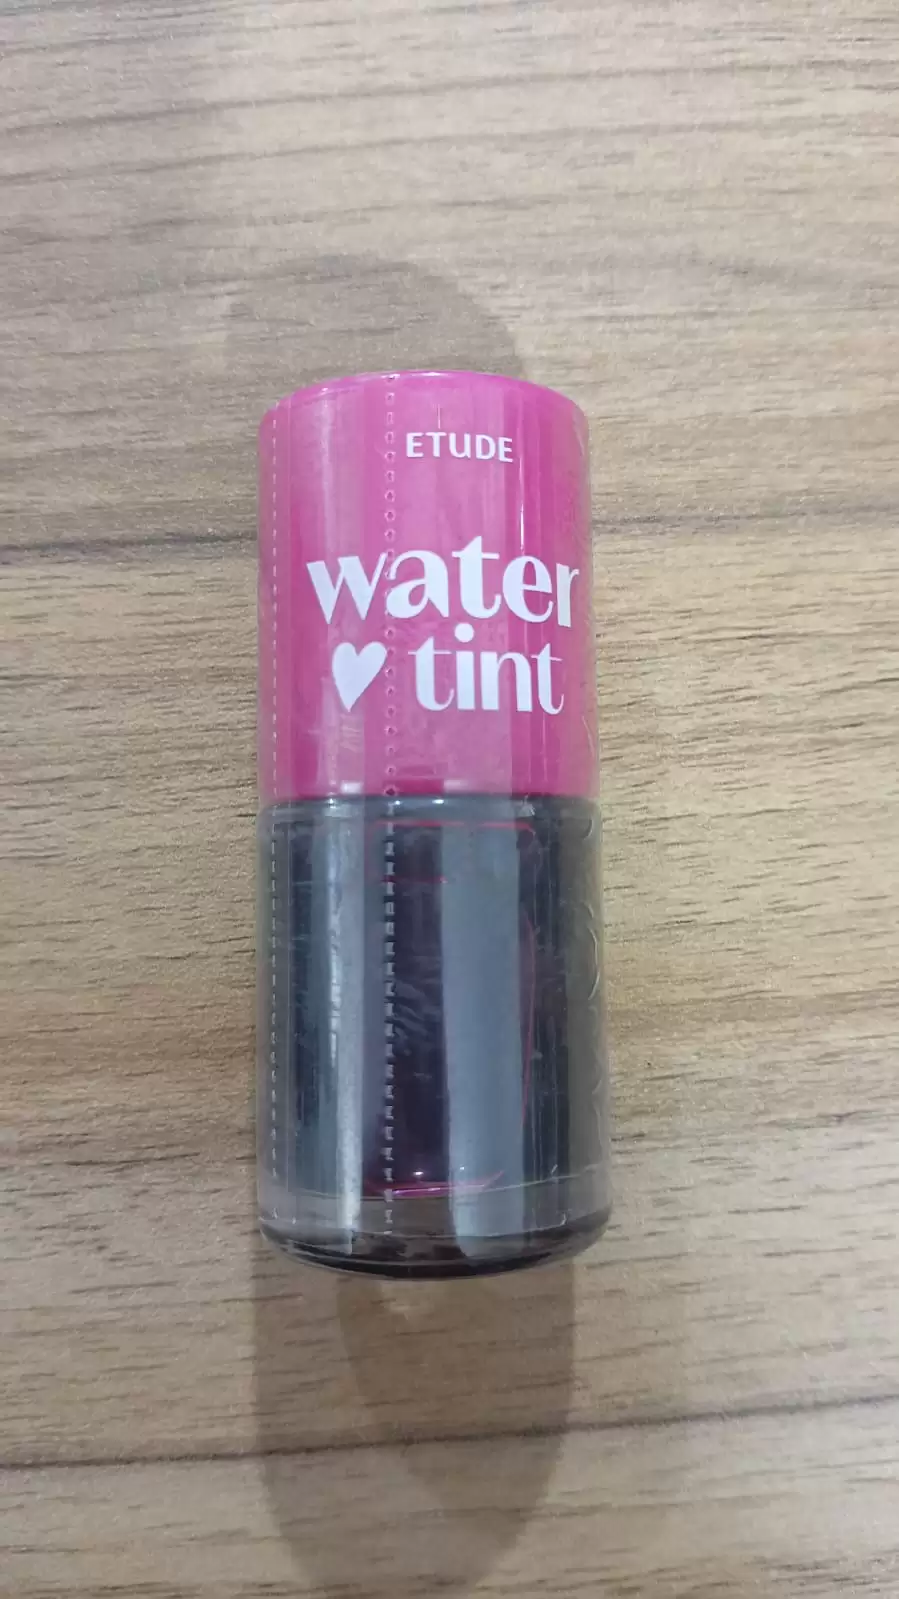 ETUDE
water
♥ tint